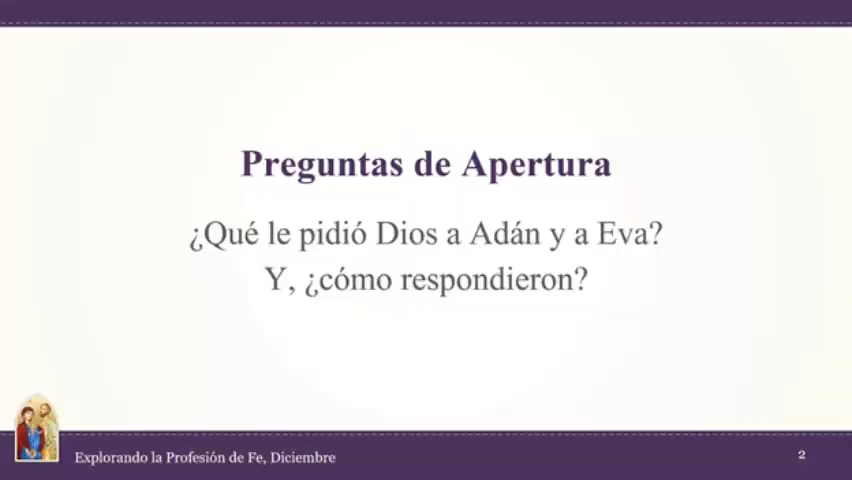 Preguntas de Apertura
¿Qué le pidió Dios a Adán y a Eva?
Y, ¿cómo respondieron?
Explorando la Profesión de Fe, Diciembre
2